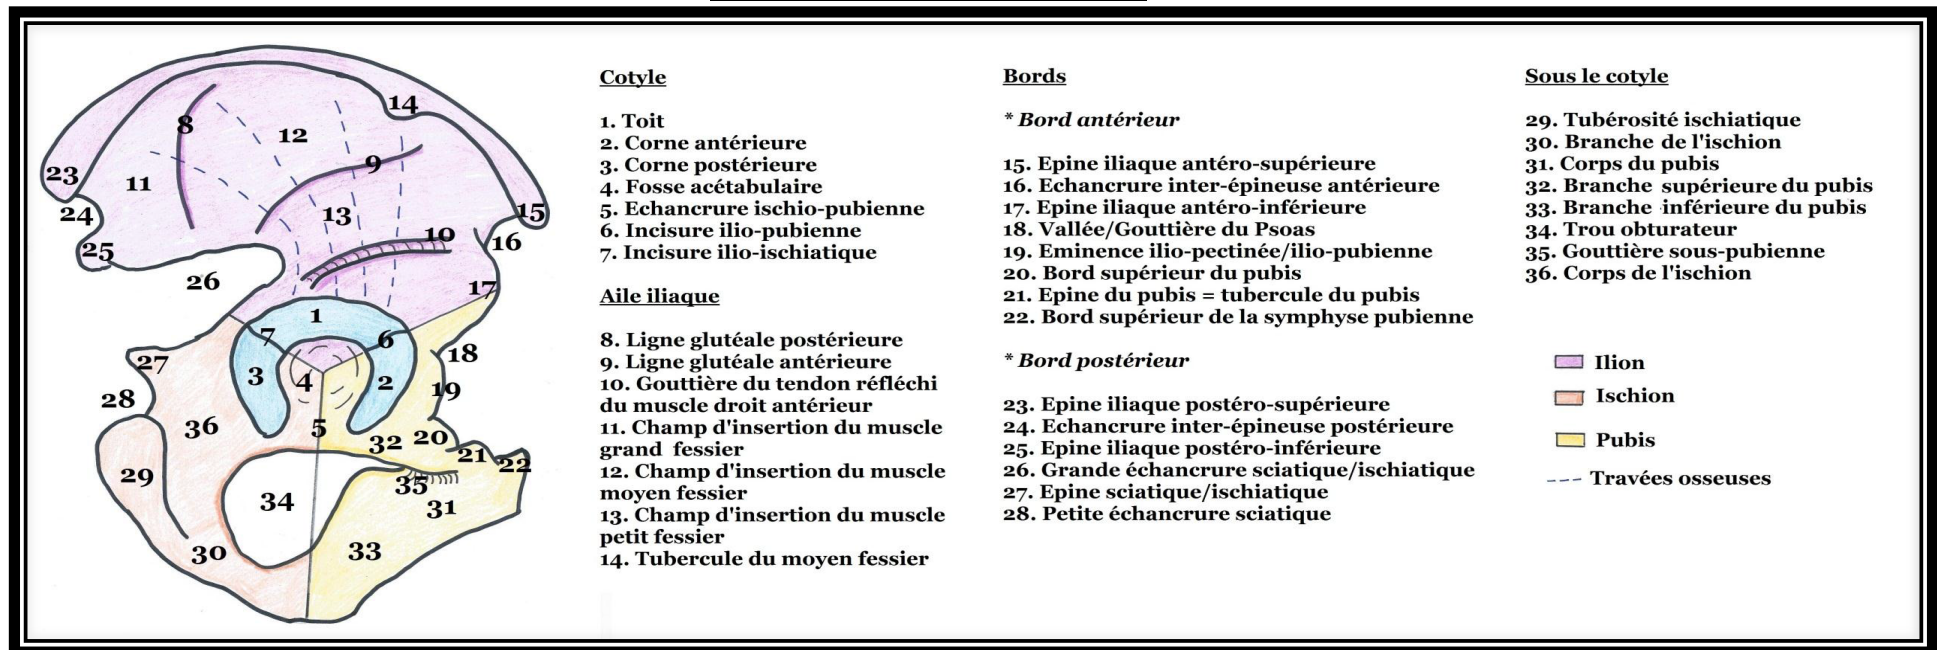 Cotyle
1. Toit
2. Corne antérieure
3. Corne postérieure
4. Fosse acétabulaire
5. Echancrure ischio-pubienne
6. Incisure ilio-pubienne
7. Incisure ilio-ischiatique
Aile iliaque
8. Ligne glutéale postérieure
9. Ligne glutéale antérieure
10. Gouttière du tendon réfléchi
du muscle droit antérieur
11. Champ d'insertion du muscle
grand fessier
12. Champ d'insertion du muscle
moyen fessier
13. Champ d'insertion du muscle
petit fessier
14. Tubercule du moyen fessier
Bords
* Bord antérieur
15. Epine iliaque antéro-supérieure
16. Echancrure inter-épineuse antérieure
17. Epine iliaque antéro-inférieure
18. Vallée/Gouttière du Psoas
19. Eminence ilio-pectinée/ilio-pubienne
20. Bord supérieur du pubis
21. Epine du pubis = tubercule du pubis
22. Bord supérieur de la symphyse pubienne
* Bord postérieur
23. Epine iliaque postéro-supérieure
24. Echancrure inter-épineuse postérieure
25. Epine iliaque postéro-inférieure
26. Grande échancrure sciatique/ischiatique
27. Epine sciatique/ischiatique
28. Petite échancrure sciatique
Sous le cotyle
29. Tubérosité ischiatique
30. Branche de l'ischion
31. Corps du pubis
32. Branche supérieure du pubis
33. Branche inférieure du pubis
34. Trou obturateur
35. Gouttière sous-pubienne
36. Corps de l'ischion
Ilion
Ischion
Pubis
Travées osseuses
14
8
12
9
23
11
24
13
15
10
16
25
26
17
1
7
6
18
27
3
4
2
19
28
36
5
32
20
21
22
29
34
35
31
30
33